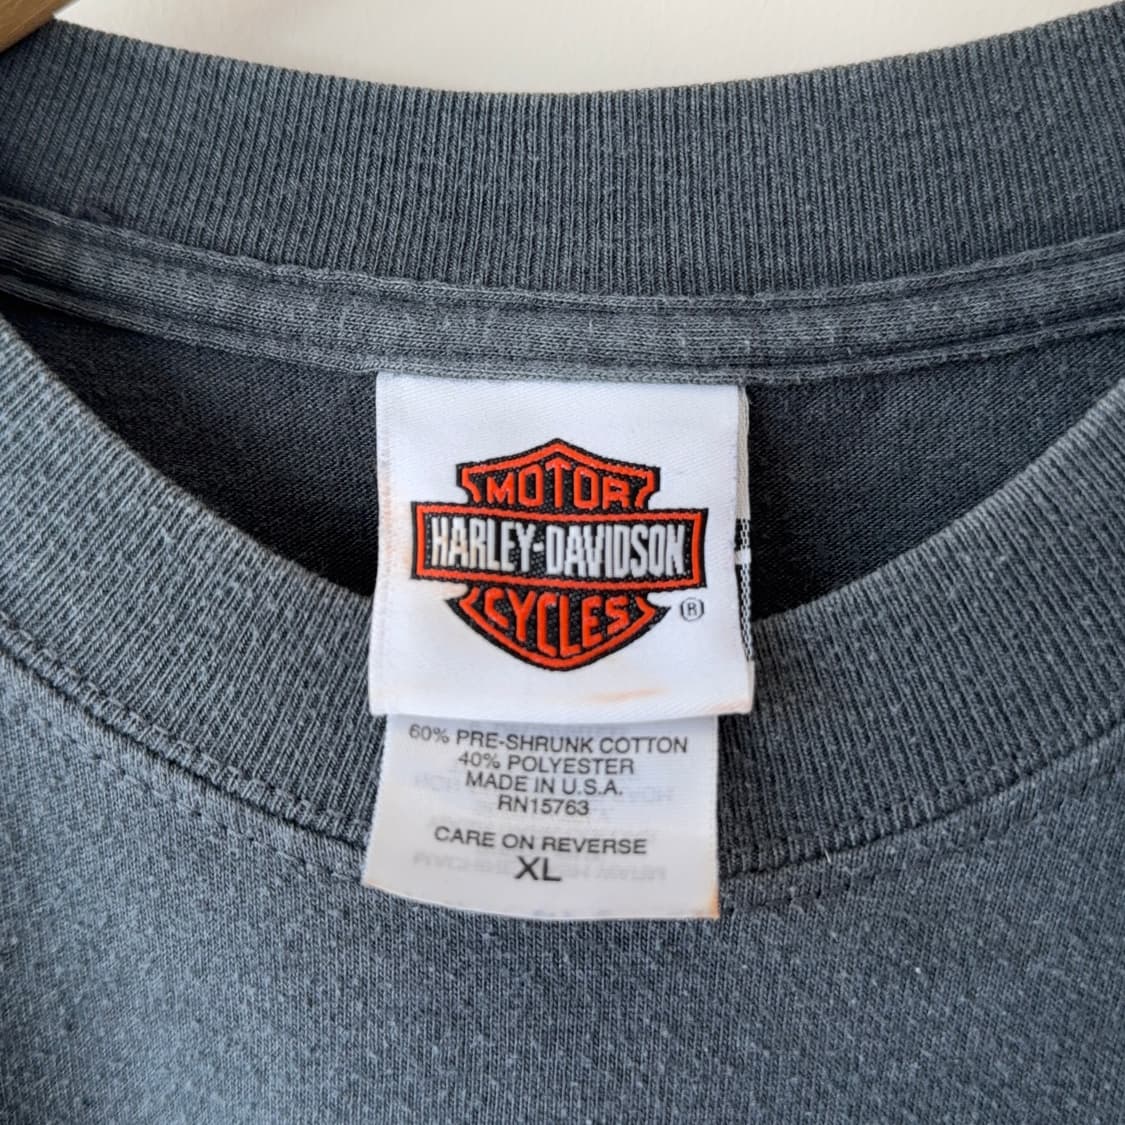 MOTOR
HARLEY-DAVIDSON
CYCLES
®
60% PRE-SHRUNK COTTON
40% POLYESTER
MADE IN U.S.A.
RN15763
CARE ON REVERSE
XL